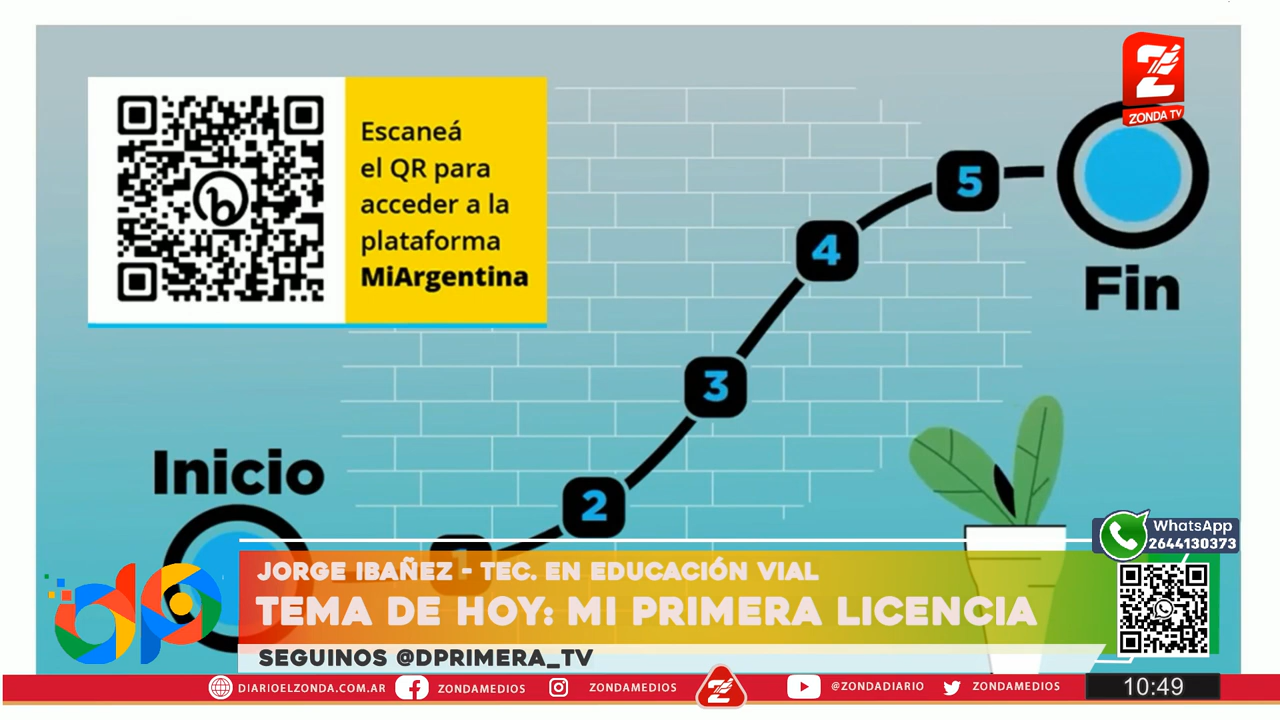 ZONDA TV
Escaneá
el QR para
acceder a la
plataforma
MiArgentina
5
4
Fin
3
Inicio
2
1
WhatsApp
2644130373
JORGE IBAÑEZ - TEC. EN EDUCACIÓN VIAL
TEMA DE HOY: MI PRIMERA LICENCIA
SEGUINOS @DPRIMERA_TV
DIARIOELZONDA.COM.AR ZONDAMEDIOS ZONDAMEDIOS @ZONDADIARIO ZONDAMEDIOS 10:49